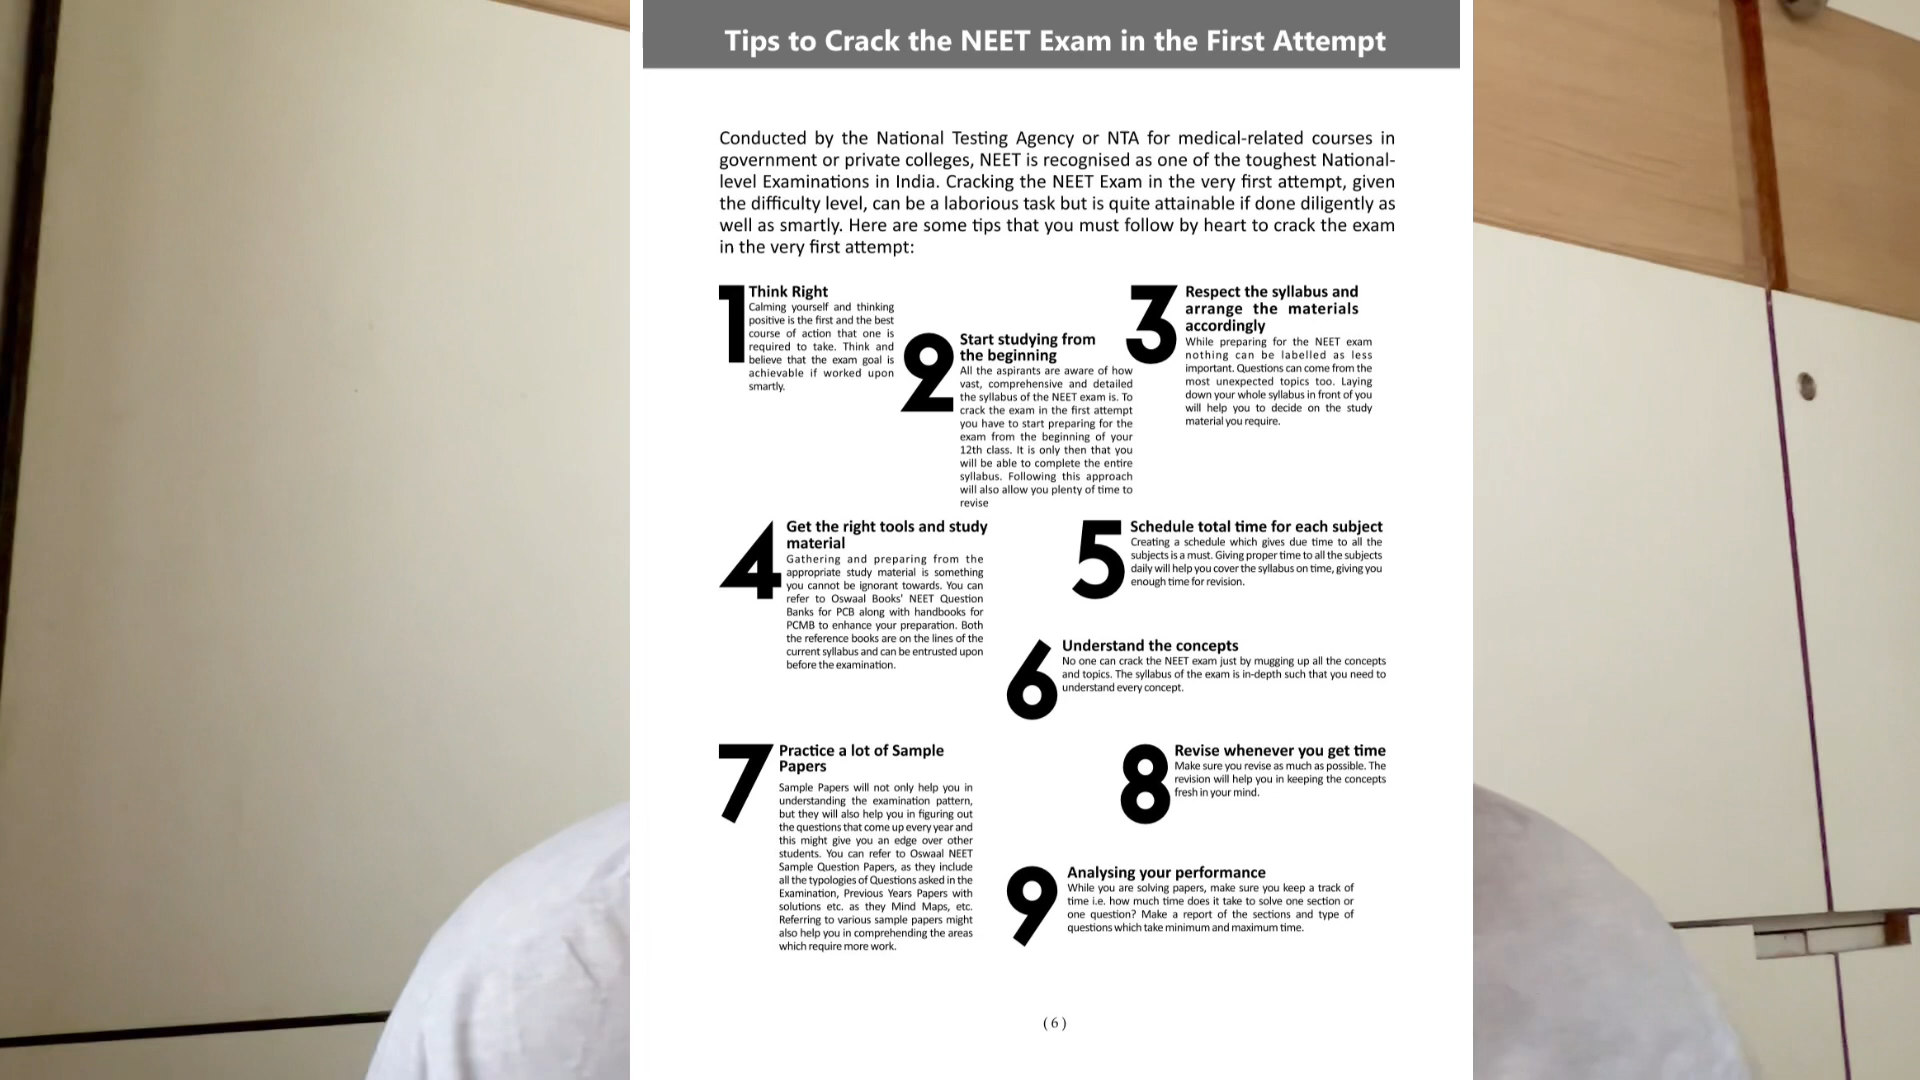 Tips to Crack the NEET Exam in the First Attempt
Conducted by the National Testing Agency or NTA for medical-related courses in
government or private colleges, NEET is recognised as one of the toughest National-
level Examinations in India. Cracking the NEET Exam in the very first attempt, given
the difficulty level, can be a laborious task but is quite attainable if done diligently as
well as smartly. Here are some tips that you must follow by heart to crack the exam
in the very first attempt:
1
Think Right
Calming yourself and thinking
positive is the first and the best
course of action that one is
required to take. Think and
believe that the exam goal is
achievable if worked upon
smartly.
2
Start studying from
the beginning
All the aspirants are aware of how
vast, comprehensive and detailed
the syllabus of the NEET exam is. To
crack the exam in the first attempt
you have to start preparing for the
exam from the beginning of your
12th class. It is only then that you
will be able to complete the entire
syllabus. Following this approach
will also allow you plenty of time to
revise
3
Respect the syllabus and
arrange the materials
accordingly
While preparing for the NEET exam
nothing can be labelled as less
important. Questions can come from the
most unexpected topics too. Laying
down your whole syllabus in front of you
will help you to decide on the study
material you require.
4
Get the right tools and study
material
Gathering and preparing from the
appropriate study material is something
you cannot be ignorant towards. You can
refer to Oswaal Books' NEET Question
Banks for PCB along with handbooks for
PCMB to enhance your preparation. Both
the reference books are on the lines of the
current syllabus and can be entrusted upon
before the examination.
5
Schedule total time for each subject
Creating a schedule which gives due time to all the
subjects is a must. Giving proper time to all the subjects
daily will help you cover the syllabus on time, giving you
enough time for revision.
6
Understand the concepts
No one can crack the NEET exam just by mugging up all the concepts
and topics. The syllabus of the exam is in-depth such that you need to
understand every concept.
7
Practice a lot of Sample
Papers
Sample Papers will not only help you in
understanding the examination pattern,
but they will also help you in figuring out
the questions that come up every year and
this might give you an edge over other
students. You can refer to Oswaal NEET
Sample Question Papers, as they include
all the typologies of Questions asked in the
Examination, Previous Years Papers with
solutions etc. as they Mind Maps, etc.
Referring to various sample papers might
also help you in comprehending the areas
which require more work.
8
Revise whenever you get time
Make sure you revise as much as possible. The
revision will help you in keeping the concepts
fresh in your mind.
9
Analysing your performance
While you are solving papers, make sure you keep a track of
time i.e. how much time does it take to solve one section or
one question? Make a report of the sections and type of
questions which take minimum and maximum time.
( 6 )